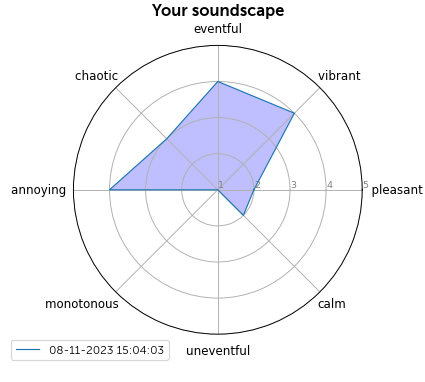 Your soundscape
eventful
chaotic
vibrant
annoying
1 2 3 4 5
pleasant
monotonous
calm
08-11-2023 15:04:03
uneventful